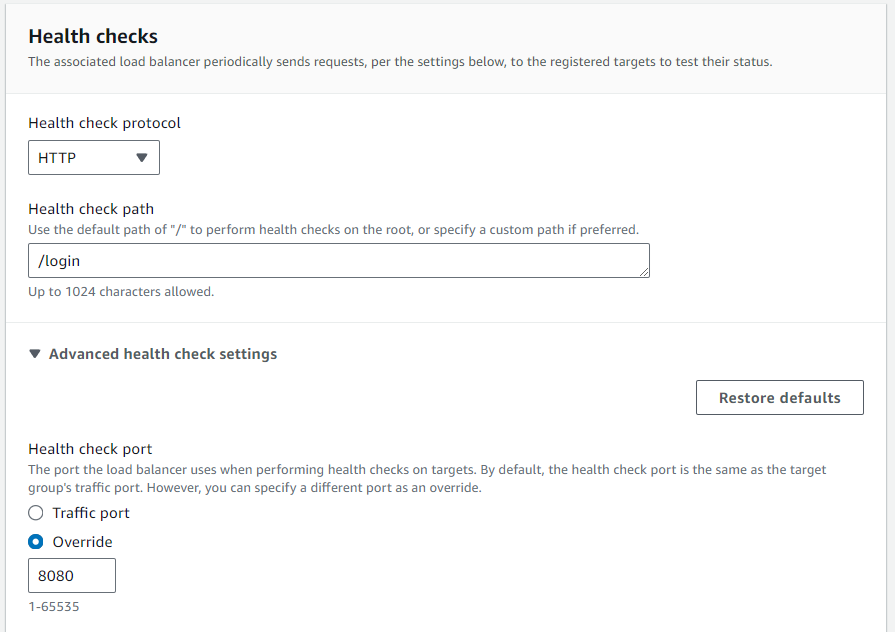 Health checks
The associated load balancer periodically sends requests, per the settings below, to the registered targets to test their status.
Health check protocol
HTTP
Health check path
Use the default path of "/" to perform health checks on the root, or specify a custom path if preferred.
/login
Up to 1024 characters allowed.
Advanced health check settings
Restore defaults
Health check port
The port the load balancer uses when performing health checks on targets. By default, the health check port is the same as the target
group's traffic port. However, you can specify a different port as an override.
Traffic port
Override
8080
1-65535